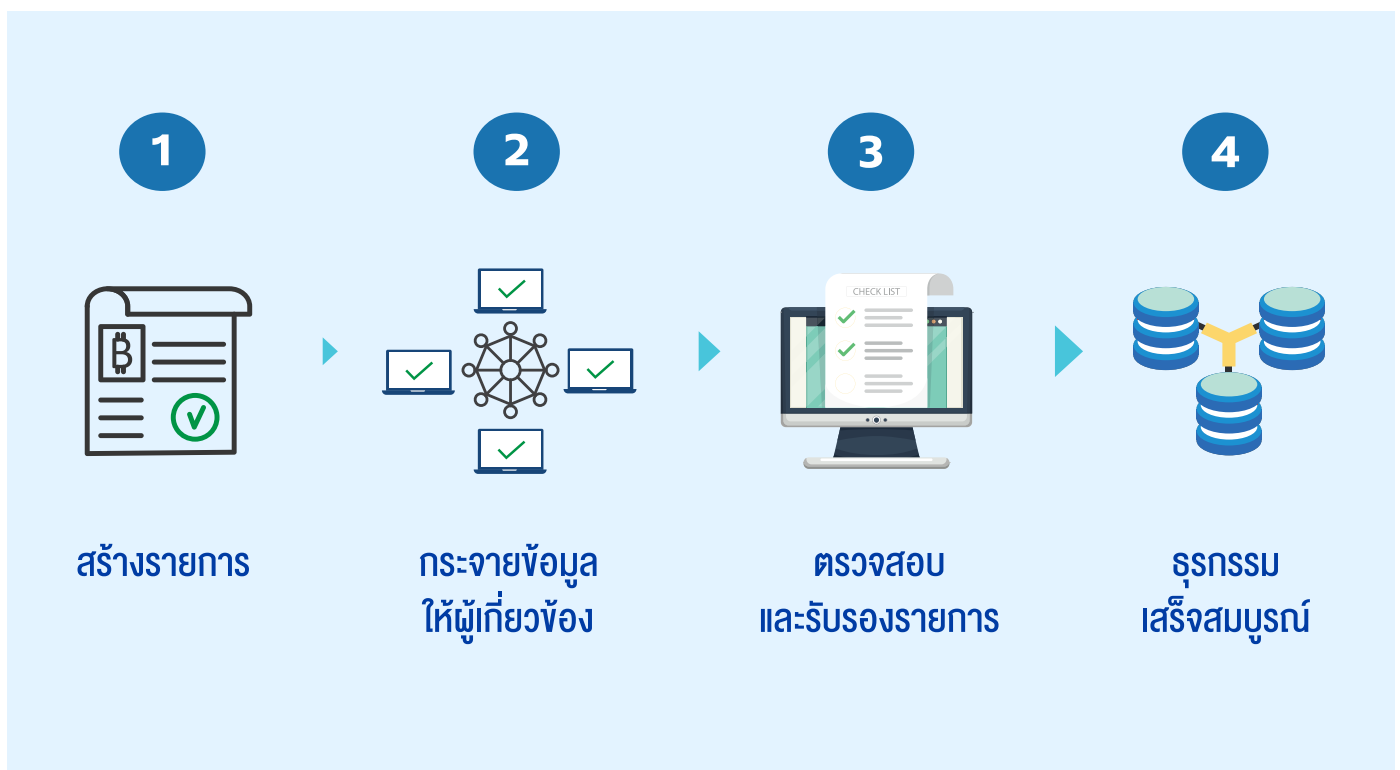 1
2
3
4
CHECK LIST
สร้างรายการ
กระจายข้อมูล
ให้ผู้เกี่ยวข้อง
ตรวจสอบ
และรับรองรายการ
ธุรกรรม
เสร็จสมบูรณ์